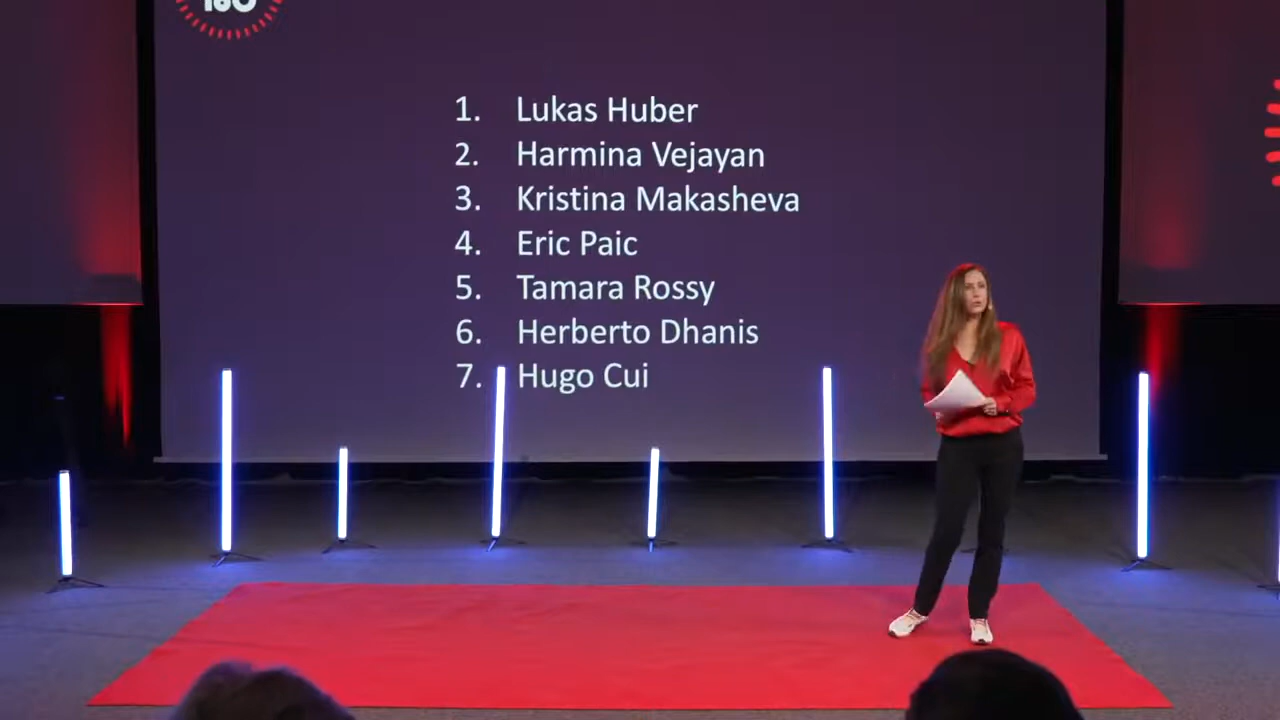 180
1. Lukas Huber
2. Harmina Vejayan
3. Kristina Makasheva
4. Eric Paic
5. Tamara Rossy
6. Herberto Dhanis
7. Hugo Cui